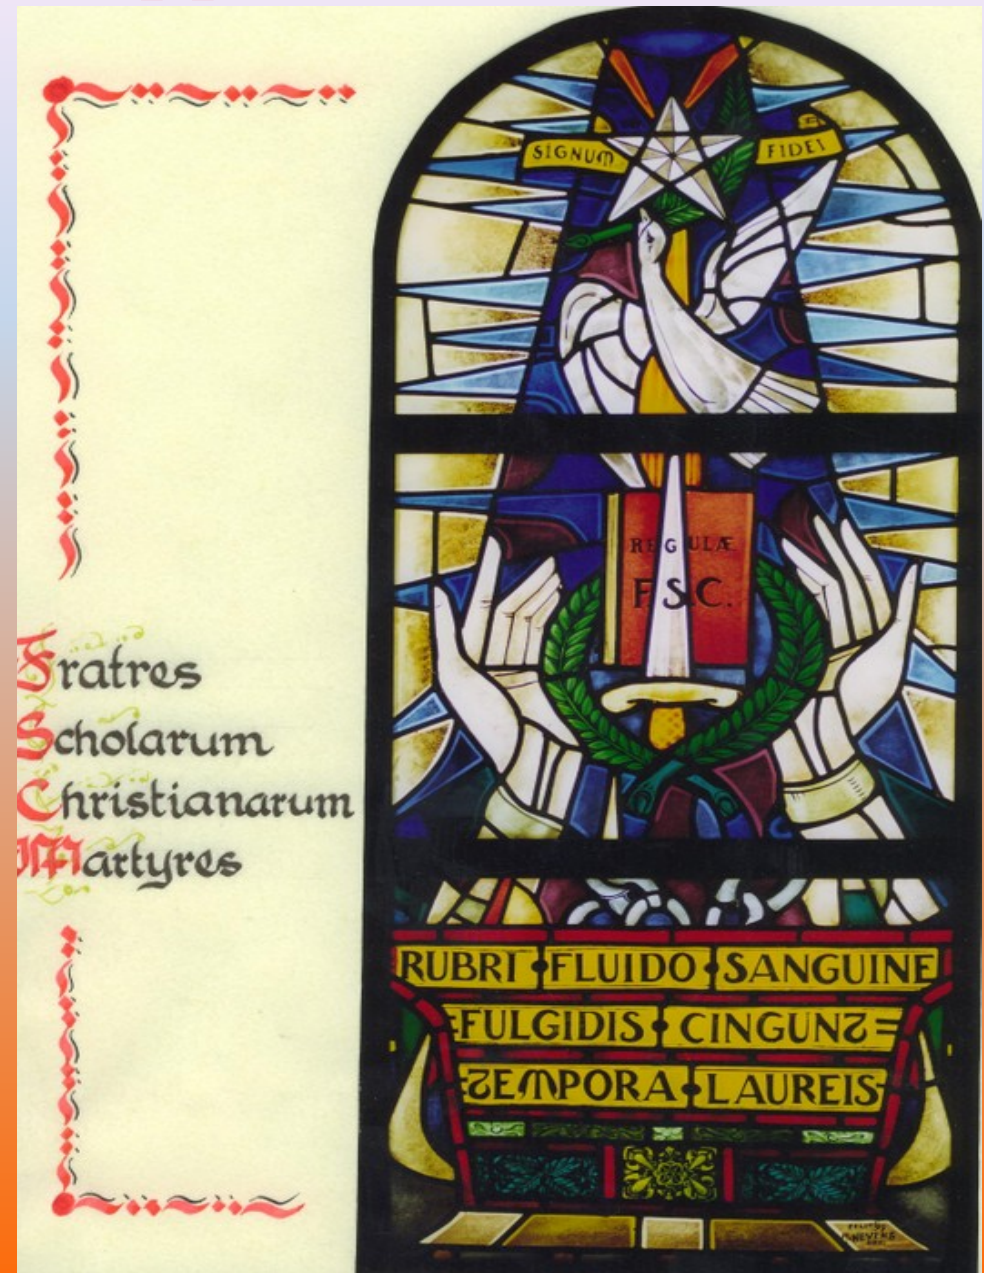 Fratres
Scholarum
Christianarum
Martyres
SIGNUM FIDEI
REGULÆ
F.S.C.
RUBRI • FLUIDO • SANGUINE
FULGIDIS • CINGUNT =
TEMPORA • LAUREIS